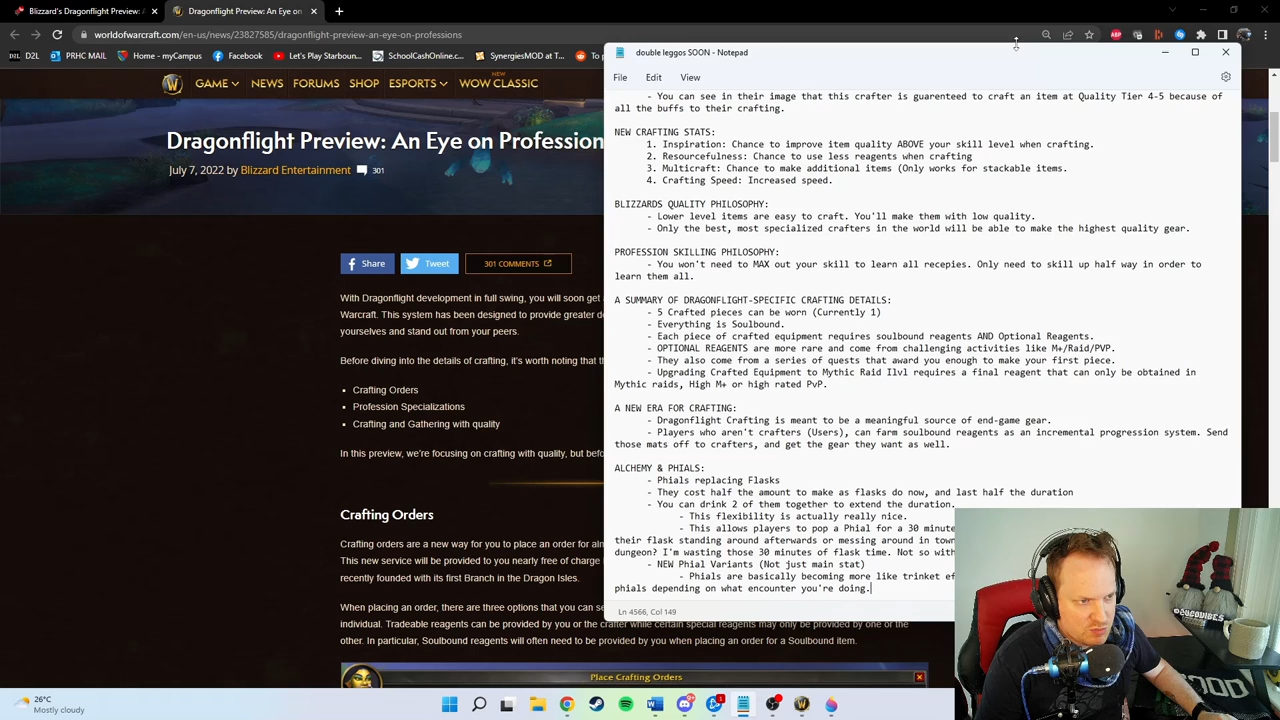 Blizzard's Dragonflight Preview: A
Dragonflight Preview: An Eye on
worldofwarcraft.com/en-us/news/23827585/dragonflight-preview-an-eye-on-professions
D2L
PRHC MAIL
Home - myCampus
Facebook
Let's Play Starboun...
SchoolCashOnline.c...
SynergiesMOD at T...
GAME
NEWS
FORUMS
SHOP
ESPORTS
NEW
WOW CLASSIC
Dragonflight Preview: An Eye on Profession
July 7, 2022 by Blizzard Entertainment 301
Share
Tweet
301 COMMENTS
With Dragonflight development in full swing, you will soon get a
Warcraft. This system has been designed to provide greater de
yourselves and stand out from your peers.
Before diving into the details of crafting, it's worth noting that th
• Crafting Orders
• Profession Specializations
• Crafting and Gathering with quality
In this preview, we're focusing on crafting with quality, but befo
Crafting Orders
Crafting orders are a new way for you to place an order for alm
This new service will be provided to you nearly free of charge
recently founded with its first Branch in the Dragon Isles.
When placing an order, there are three options that you can se
individual. Tradeable reagents can be provided by you or the crafter while certain special reagents may only be provided by one or the
other. In particular, Soulbound reagents will often need to be provided by you when placing an order for a Soulbound item.
Place Crafting Orders
double leggos SOON - Notepad
File Edit View
- You can see in their image that this crafter is guarenteed to craft an item at Quality Tier 4-5 because of
all the buffs to their crafting.
NEW CRAFTING STATS:
1. Inspiration: Chance to improve item quality ABOVE your skill level when crafting.
2. Resourcefulness: Chance to use less reagents when crafting
3. Multicraft: Chance to make additional items (Only works for stackable items.
4. Crafting Speed: Increased speed.
BLIZZARDS QUALITY PHILOSOPHY:
- Lower level items are easy to craft. You'll make them with low quality.
- Only the best, most specialized crafters in the world will be able to make the highest quality gear.
PROFESSION SKILLING PHILOSOPHY:
- You won't need to MAX out your skill to learn all recepies. Only need to skill up half way in order to
learn them all.
A SUMMARY OF DRAGONFLIGHT-SPECIFIC CRAFTING DETAILS:
- 5 Crafted pieces can be worn (Currently 1)
- Everything is Soulbound.
- Each piece of crafted equipment requires soulbound reagents AND Optional Reagents.
- OPTIONAL REAGENTS are more rare and come from challenging activities like M+/Raid/PVP.
- They also come from a series of quests that award you enough to make your first piece.
- Upgrading Crafted Equipment to Mythic Raid Ilvl requires a final reagent that can only be obtained in
Mythic raids, High M+ or high rated PvP.
A NEW ERA FOR CRAFTING:
- Dragonflight Crafting is meant to be a meaningful source of end-game gear.
- Players who aren't crafters (Users), can farm soulbound reagents as an incremental progression system. Send
those mats off to crafters, and get the gear they want as well.
ALCHEMY & PHIALS:
- Phials replacing Flasks
- They cost half the amount to make as flasks do now, and last half the duration
- You can drink 2 of them together to extend the duration.
- This flexibility is actually really nice.
- This allows players to pop a Phial for a 30 minute
their flask standing around afterwards or messing around in town
dungeon? I'm wasting those 30 minutes of flask time. Not so with
- NEW Phial Variants (Not just main stat)
- Phials are basically becoming more like trinket ef
phials depending on what encounter you're doing.
Ln 4566, Col 149
26°C
Mostly cloudy